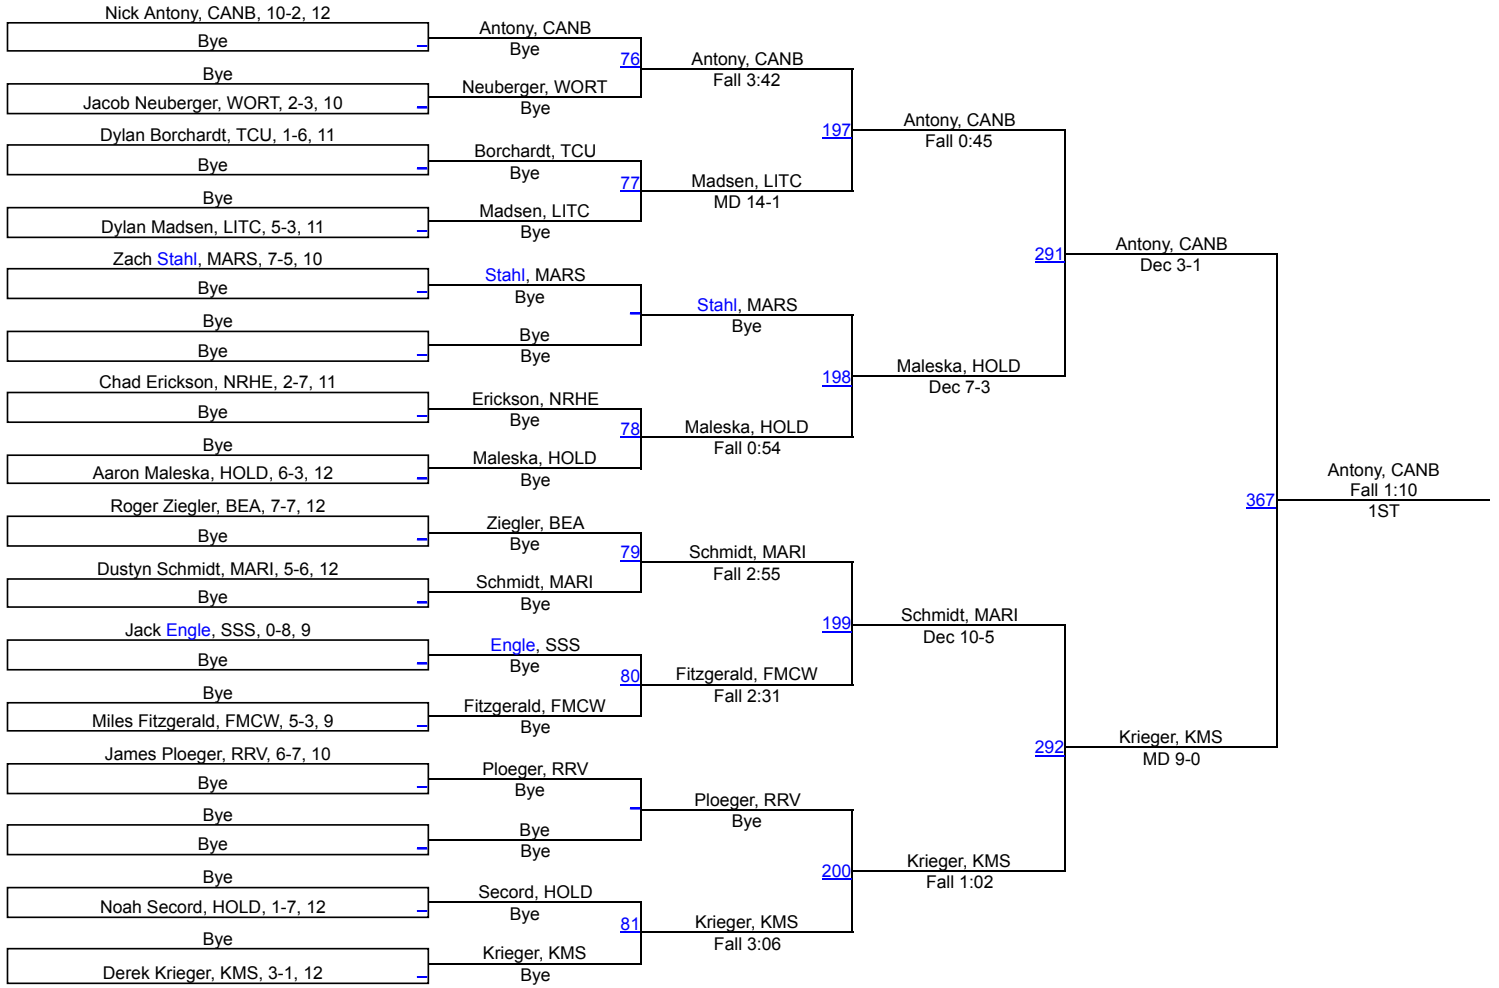 Nick Antony, CANB, 10-2, 12
Bye
Bye
Jacob Neuberger, WORT, 2-3, 10
Dylan Borchardt, TCU, 1-6, 11
Bye
Bye
Dylan Madsen, LITC, 5-3, 11
Zach Stahl, MARS, 7-5, 10
Bye
Bye
Bye
Chad Erickson, NRHE, 2-7, 11
Bye
Bye
Aaron Maleska, HOLD, 6-3, 12
Roger Ziegler, BEA, 7-7, 12
Bye
Dustyn Schmidt, MARI, 5-6, 12
Bye
Jack Engle, SSS, 0-8, 9
Bye
Bye
Miles Fitzgerald, FMCW, 5-3, 9
James Ploeger, RRV, 6-7, 10
Bye
Bye
Bye
Bye
Noah Secord, HOLD, 1-7, 12
Bye
Derek Krieger, KMS, 3-1, 12
Antony, CANB
Bye
76
Neuberger, WORT
Bye
Borchardt, TCU
Bye
77
Madsen, LITC
Bye
Stahl, MARS
Bye
Bye
Bye
Erickson, NRHE
Bye
78
Maleska, HOLD
Bye
Ziegler, BEA
Bye
79
Schmidt, MARI
Bye
Engle, SSS
Bye
80
Fitzgerald, FMCW
Bye
Ploeger, RRV
Bye
Bye
Bye
Secord, HOLD
Bye
81
Krieger, KMS
Bye
Antony, CANB
Fall 3:42
197
Madsen, LITC
MD 14-1
Stahl, MARS
Bye
198
Maleska, HOLD
Fall 0:54
Schmidt, MARI
Fall 2:55
199
Fitzgerald, FMCW
Fall 2:31
Ploeger, RRV
Bye
200
Krieger, KMS
Fall 3:06
Antony, CANB
Fall 0:45
291
Maleska, HOLD
Dec 7-3
Schmidt, MARI
Dec 10-5
292
Krieger, KMS
Fall 1:02
Antony, CANB
Dec 3-1
367
Krieger, KMS
MD 9-0
Antony, CANB
Fall 1:10
1ST